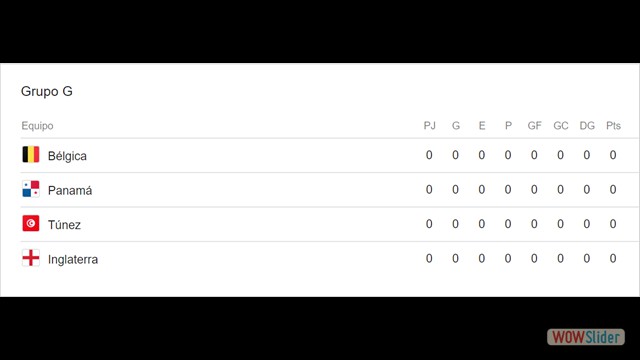 Grupo G
Equipo PJ G E P GF GC DG Pts
Bélgica 0 0 0 0 0 0 0 0
Panamá 0 0 0 0 0 0 0 0
Túnez 0 0 0 0 0 0 0 0
Inglaterra 0 0 0 0 0 0 0 0
WOWSlider